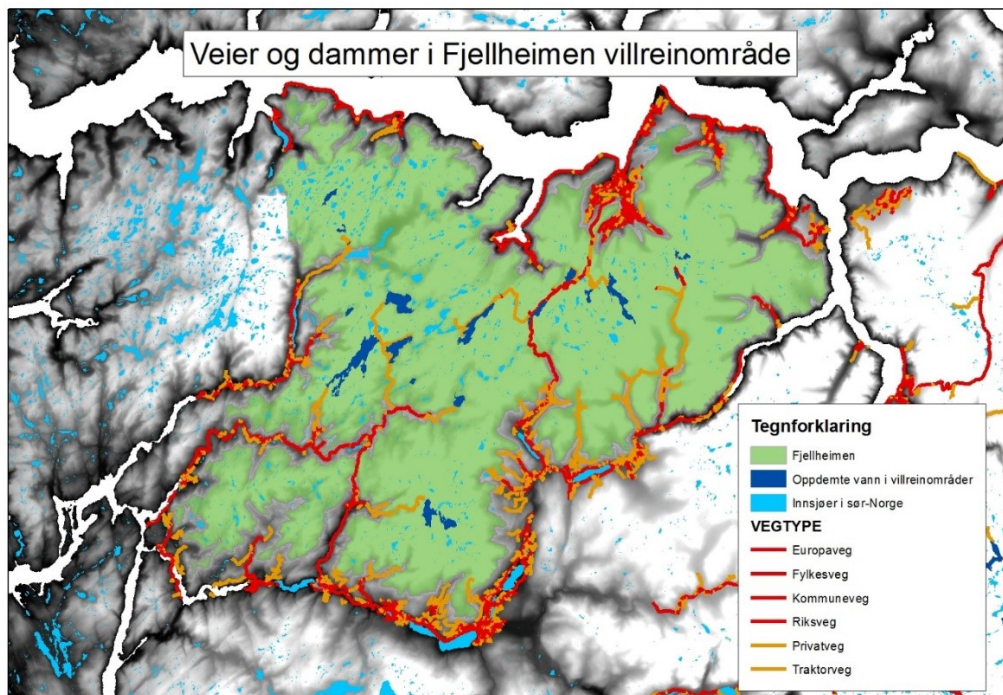 Veier og dammer i Fjellheimen villreinområde
Tegnforklaring
Fjellheimen
Oppdemte vann i villreinområder
Innsjøer i sør-Norge
VEGTYPE
Europaveg
Fylkesveg
Kommuneveg
Riksveg
Privatveg
Traktorveg